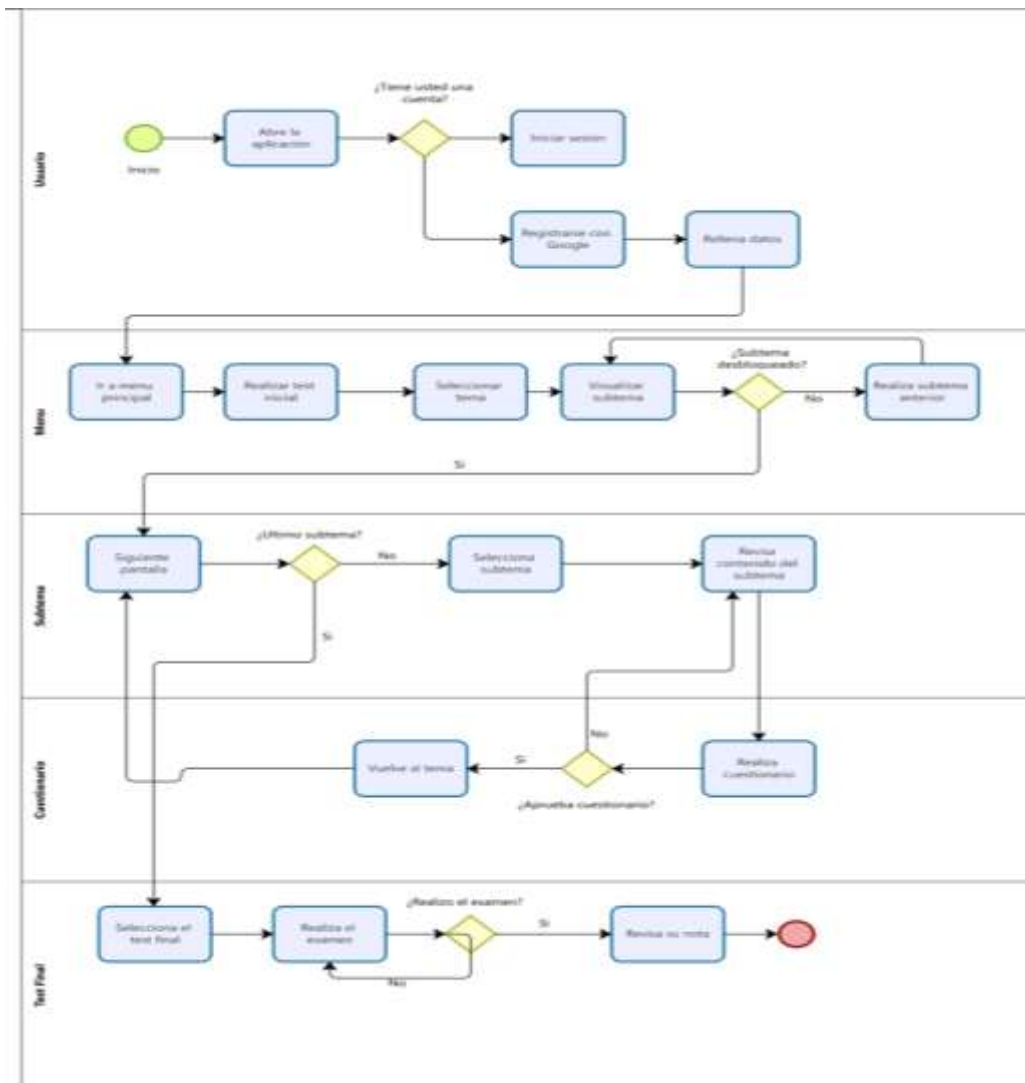 Usuario
¿Tiene usted una
cuenta?
Inicio
Abre la
aplicación
Iniciar sesión
Registrarse con
Google
Rellena datos
Menu
Ir a menu
principal
Realizar test
inicial
Seleccionar
tema
Visualizar
subtema
¿Subtema
desbloqueado?
No
Realiza subtema
anterior
Si
Subtema
Siguiente
pantalla
¿Ultimo subtema?
No
Selecciona
subtema
Revisa
contenido del
subtema
Si
Cuestionario
Vuelve al tema
Si
No
¿Aprueba cuestionario?
Realiza
cuestionario
Test Final
Selecciona el
test final
Realiza el
examen
¿Realizo el examen?
No
Si
Revisa su nota